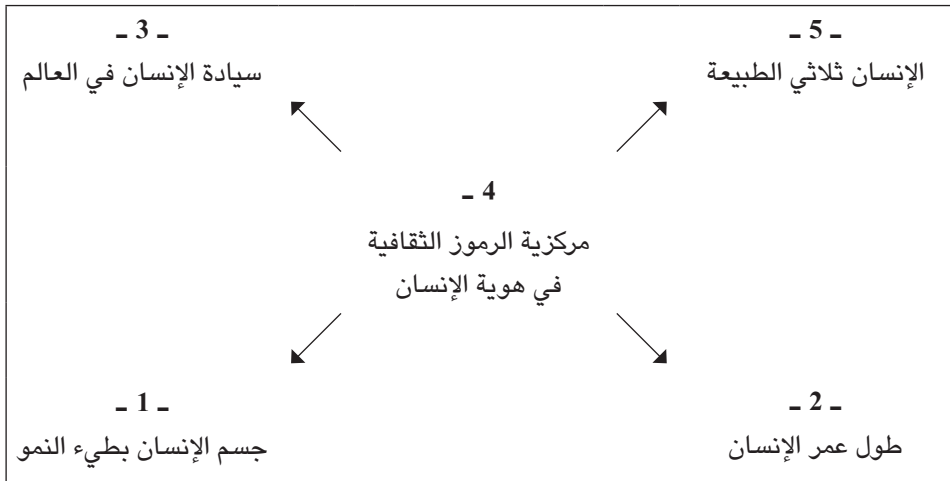 ـ 5 ـ
الإنسان ثلاثي الطبيعة
ـ 3 ـ
سيادة الإنسان في العالم
4 ـ
مركزية الرموز الثقافية
في هوية الإنسان
ـ 2 ـ
طول عمر الإنسان
ـ 1 ـ
جسم الإنسان بطيء النمو